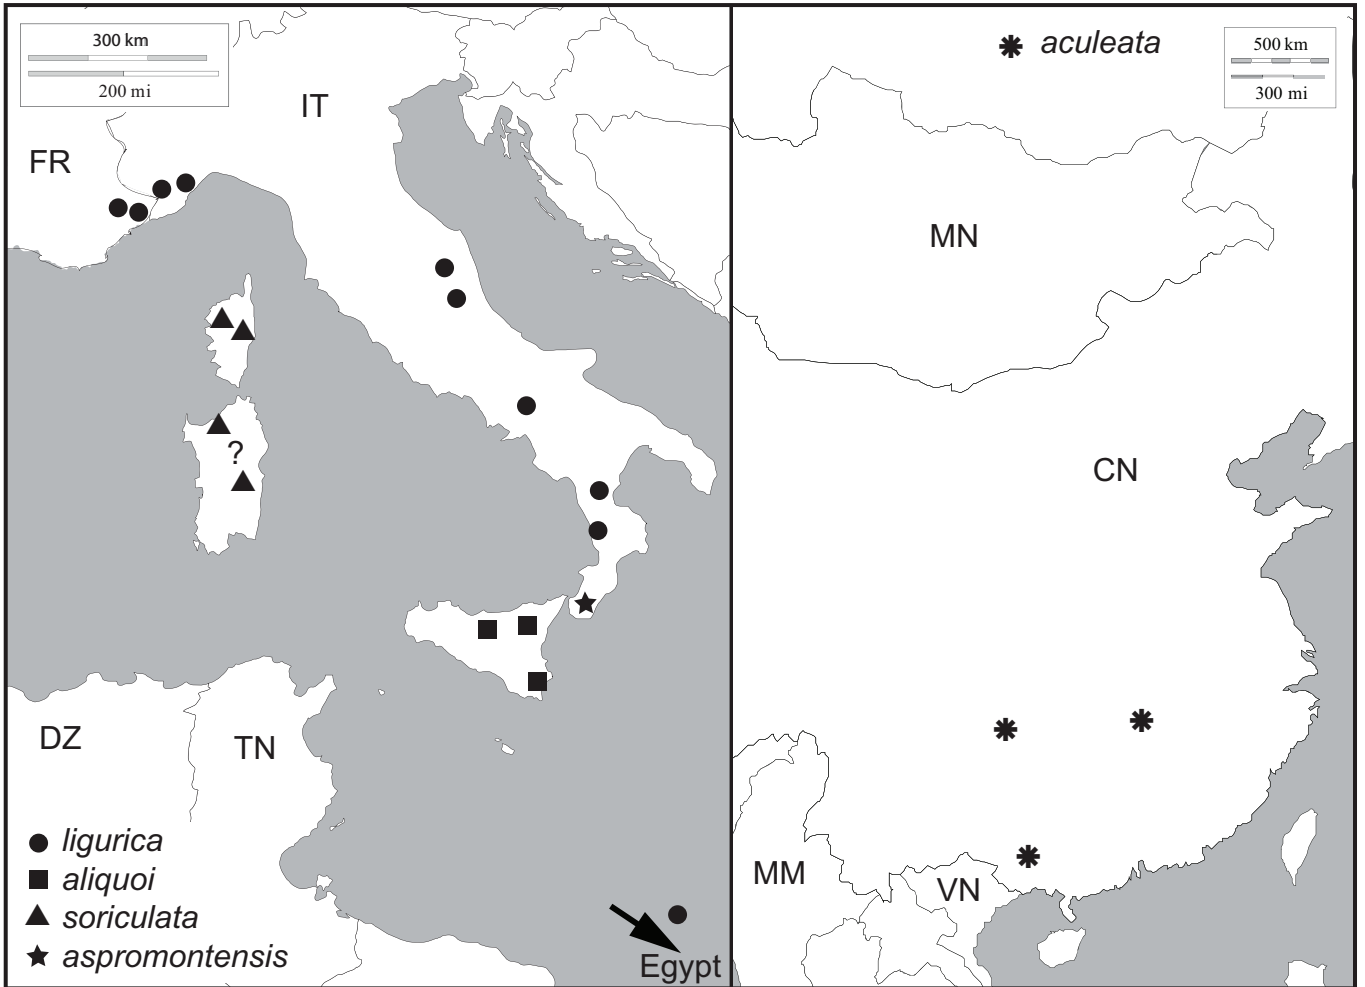 300 km
200 mi
IT
FR
?
DZ
TN
ligurica
aliquoi
soriculata
aspromontensis
Egypt
aculeata
500 km
300 mi
MN
CN
MM
VN